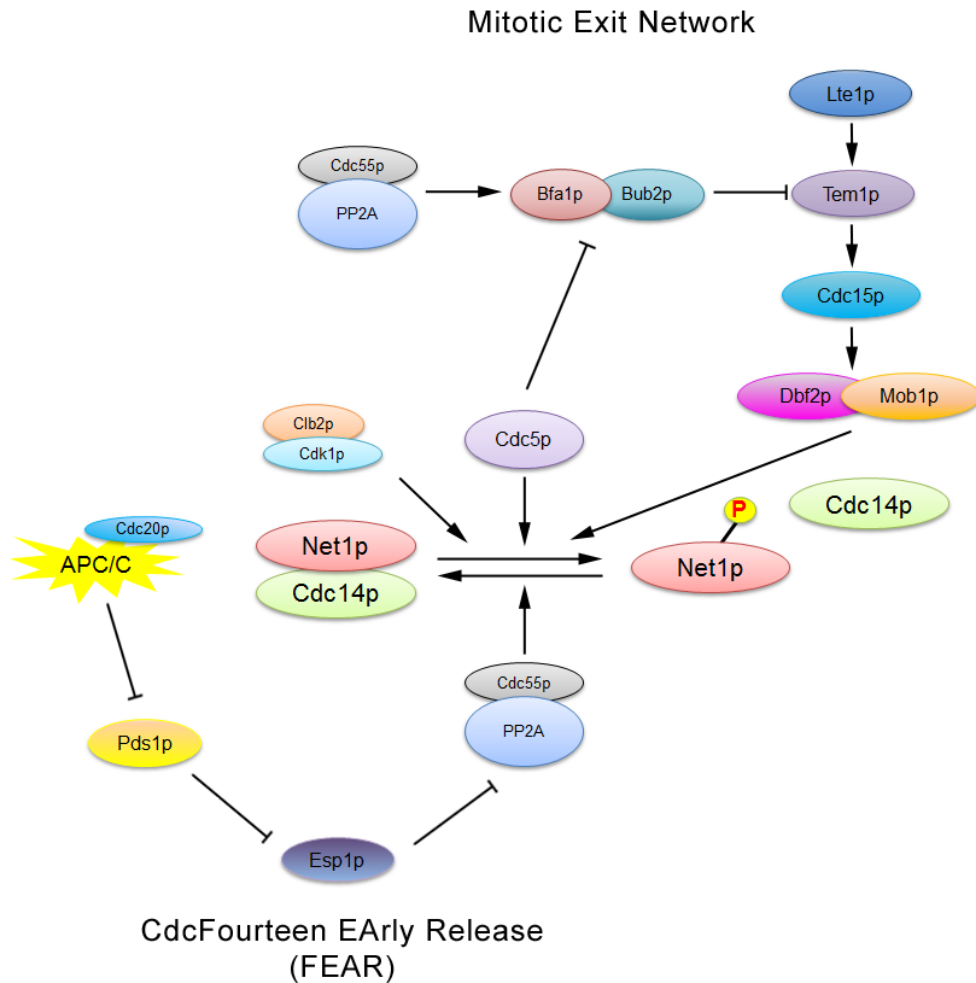 Mitotic Exit Network
Lte1p
Cdc55p
PP2A
Bfa1p
Bub2p
Tem1p
Cdc15p
Dbf2p
Mob1p
Clb2p
Cdk1p
Cdc5p
P
Cdc14p
Cdc20p
APC/C
Net1p
Cdc14p
Net1p
Cdc55p
PP2A
Pds1p
Esp1p
CdcFourteen EArly Release
(FEAR)